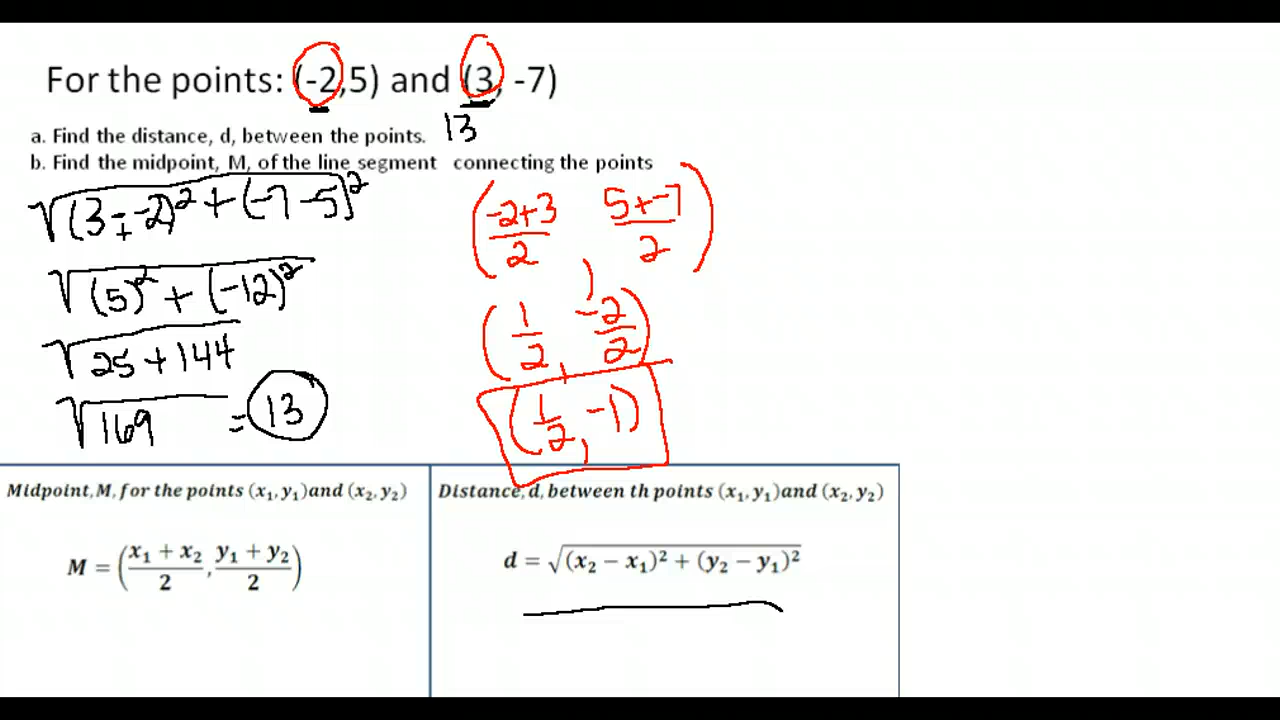 For the points: (-2,5) and (3, -7)
a. Find the distance, d, between the points. 13
b. Find the midpoint, M, of the line segment connecting the points
√(3 - -2)² + (-7 -5)²
√(5)² + (-12)²
√25 + 144
√169 = 13
(-2+3/2, 5+-7/2)
(1/2, -2/2)
(1/2, -1)
Midpoint, M, for the points (x₁, y₁)and (x₂, y₂)
M = (x₁ + x₂/2, y₁ + y₂/2)
Distance, d, between th points (x₁, y₁)and (x₂, y₂)
d = √(x₂ − x₁)² + (y₂ − y₁)²